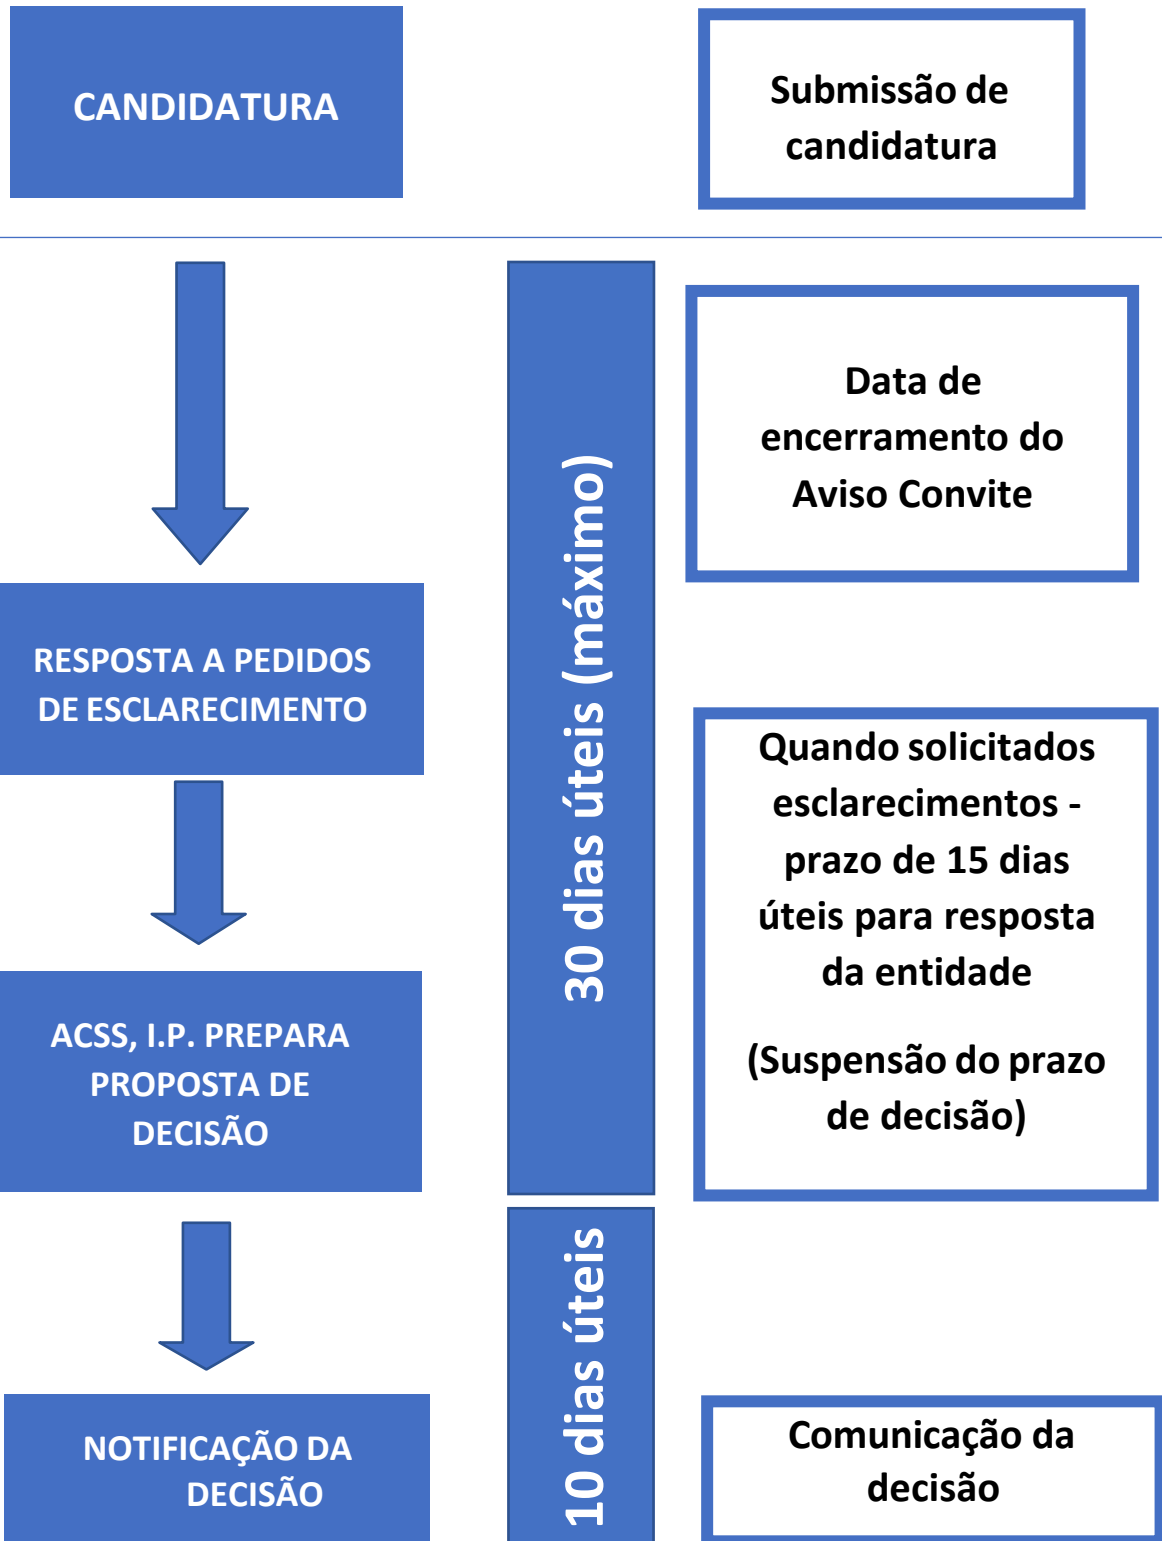 CANDIDATURA
Submissão de
candidatura
Data de
encerramento do
Aviso Convite
30 dias úteis (máximo)
RESPOSTA A PEDIDOS
DE ESCLARECIMENTO
Quando solicitados
esclarecimentos -
prazo de 15 dias
úteis para resposta
da entidade
(Suspensão do prazo
de decisão)
ACSS, I.P. PREPARA
PROPOSTA DE
DECISÃO
10 dias úteis
NOTIFICAÇÃO DA
DECISÃO
Comunicação da
decisão